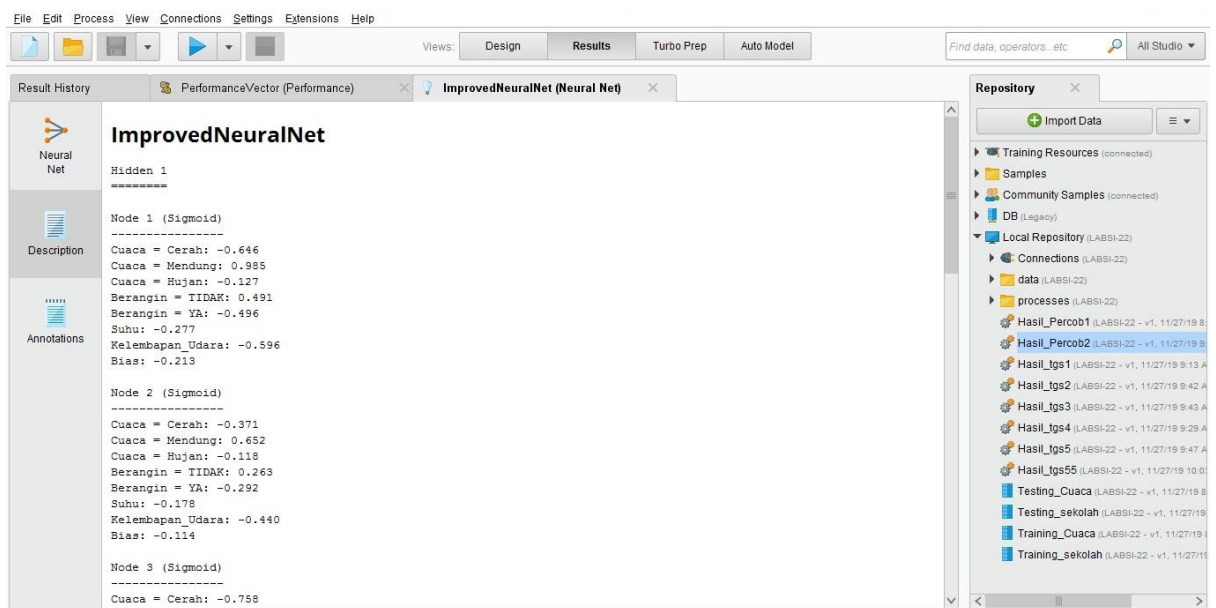 File Edit Process View Connections Settings Extensions Help
Views: Design Results Turbo Prep Auto Model
Find data, operators...etc All Studio
Result History PerformanceVector (Performance) ImprovedNeuralNet (Neural Net)
Repository
Import Data
Neural
Net
Description
Annotations
ImprovedNeuralNet
Hidden 1
========
Node 1 (Sigmoid)
----------------
Cuaca = Cerah: -0.646
Cuaca = Mendung: 0.985
Cuaca = Hujan: -0.127
Berangin = TIDAK: 0.491
Berangin = YA: -0.496
Suhu: -0.277
Kelembapan_Udara: -0.596
Bias: -0.213
Node 2 (Sigmoid)
----------------
Cuaca = Cerah: -0.371
Cuaca = Mendung: 0.652
Cuaca = Hujan: -0.118
Berangin = TIDAK: 0.263
Berangin = YA: -0.292
Suhu: -0.178
Kelembapan_Udara: -0.440
Bias: -0.114
Node 3 (Sigmoid)
----------------
Cuaca = Cerah: -0.758
Training Resources (connected)
Samples
Community Samples (connected)
DB (Legacy)
Local Repository (LABSI-22)
Connections (LABSI-22)
data (LABSI-22)
processes (LABSI-22)
Hasil_Percob1 (LABSI-22 - v1, 11/27/19 8:
Hasil_Percob2 (LABSI-22 - v1, 11/27/19 9:
Hasil_tgs1 (LABSI-22 - v1, 11/27/19 9:13 A
Hasil_tgs2 (LABSI-22 - v1, 11/27/19 9:42 A
Hasil_tgs3 (LABSI-22 - v1, 11/27/19 9:43 A
Hasil_tgs4 (LABSI-22 - v1, 11/27/19 9:29 A
Hasil_tgs5 (LABSI-22 - v1, 11/27/19 9:47 A
Hasil_tgs55 (LABSI-22 - v1, 11/27/19 10:0
Testing_Cuaca (LABSI-22 - v1, 11/27/19 8
Testing_sekolah (LABSI-22 - v1, 11/27/19
Training_Cuaca (LABSI-22 - v1, 11/27/19
Training_sekolah (LABSI-22 - v1, 11/27/19